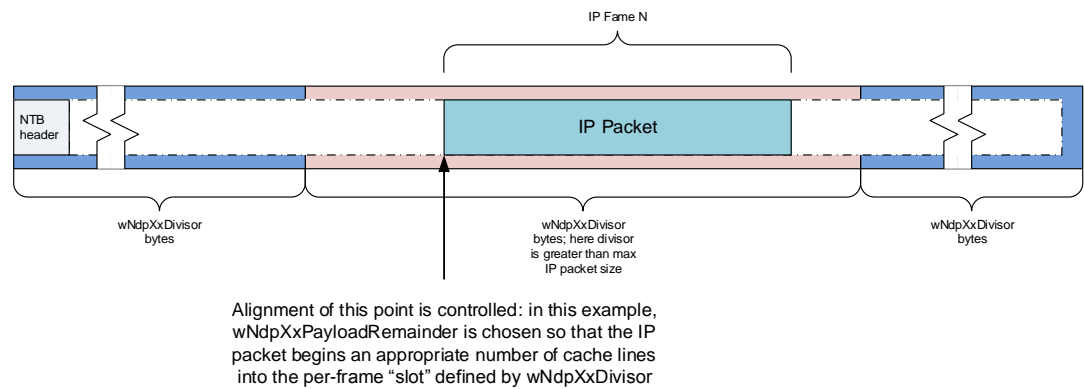 IP Fame N
NTB
header
IP Packet
wNdpXxDivisor
bytes
wNdpXxDivisor
bytes; here divisor
is greater than max
IP packet size
wNdpXxDivisor
bytes
Alignment of this point is controlled: in this example,
wNdpXxPayloadRemainder is chosen so that the IP
packet begins an appropriate number of cache lines
into the per-frame “slot” defined by wNdpXxDivisor